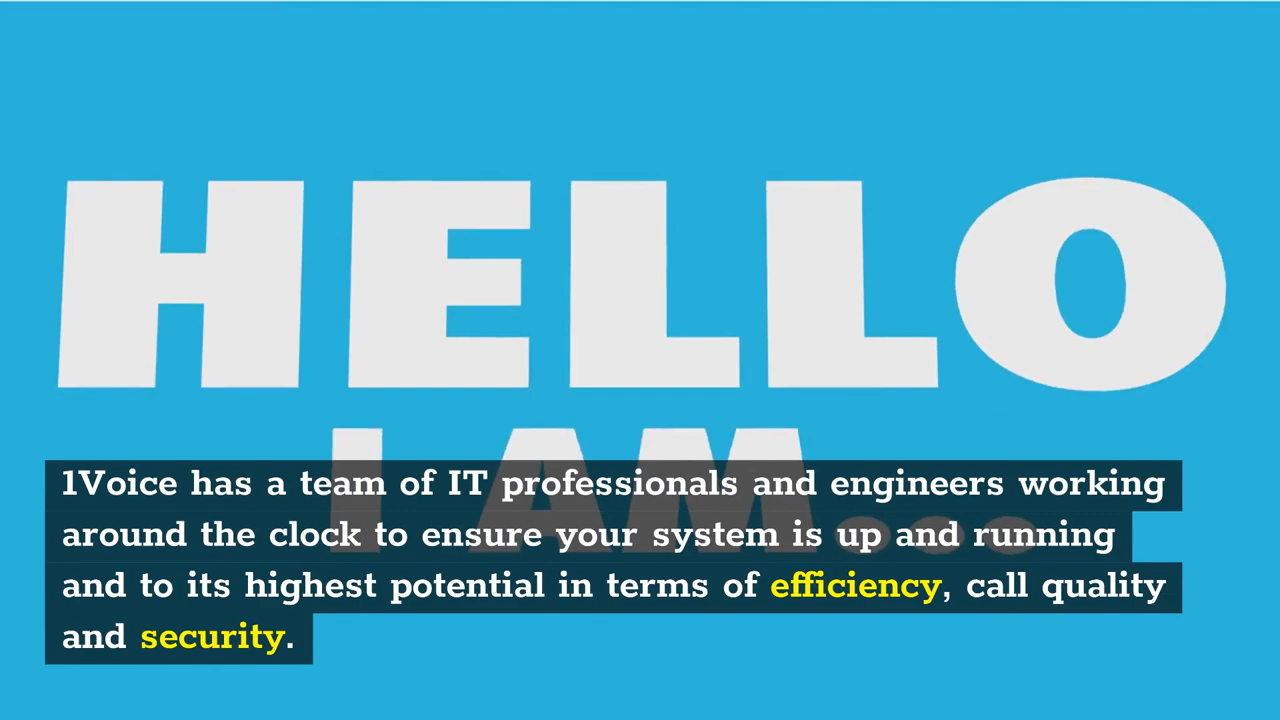 HELLO
I AM...
1Voice has a team of IT professionals and engineers working
around the clock to ensure your system is up and running
and to its highest potential in terms of efficiency, call quality
and security.